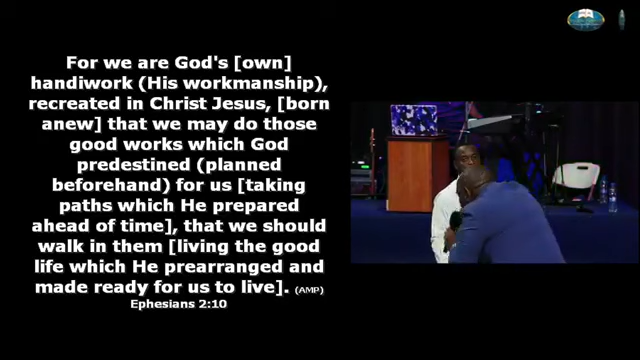 For we are God's [own]
handiwork (His workmanship),
recreated in Christ Jesus, [born
anew] that we may do those
good works which God
predestined (planned
beforehand) for us [taking
paths which He prepared
ahead of time], that we should
walk in them [living the good
life which He prearranged and
made ready for us to live]. (AMP)
Ephesians 2:10